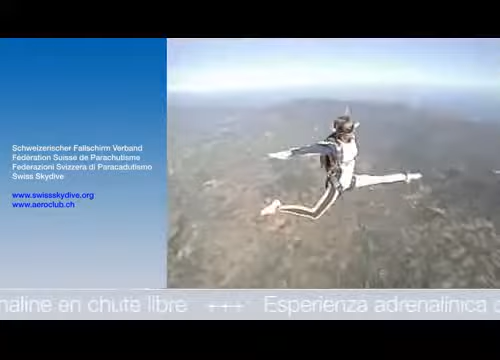 Schweizerischer Fallschirm Verband
Fédération Suisse de Parachutisme
Federazioni Svizzera di Paracadutismo
Swiss Skydive
www.swissskydive.org
www.aeroclub.ch
naline en chute libre +++ Esperienza adrenalinica